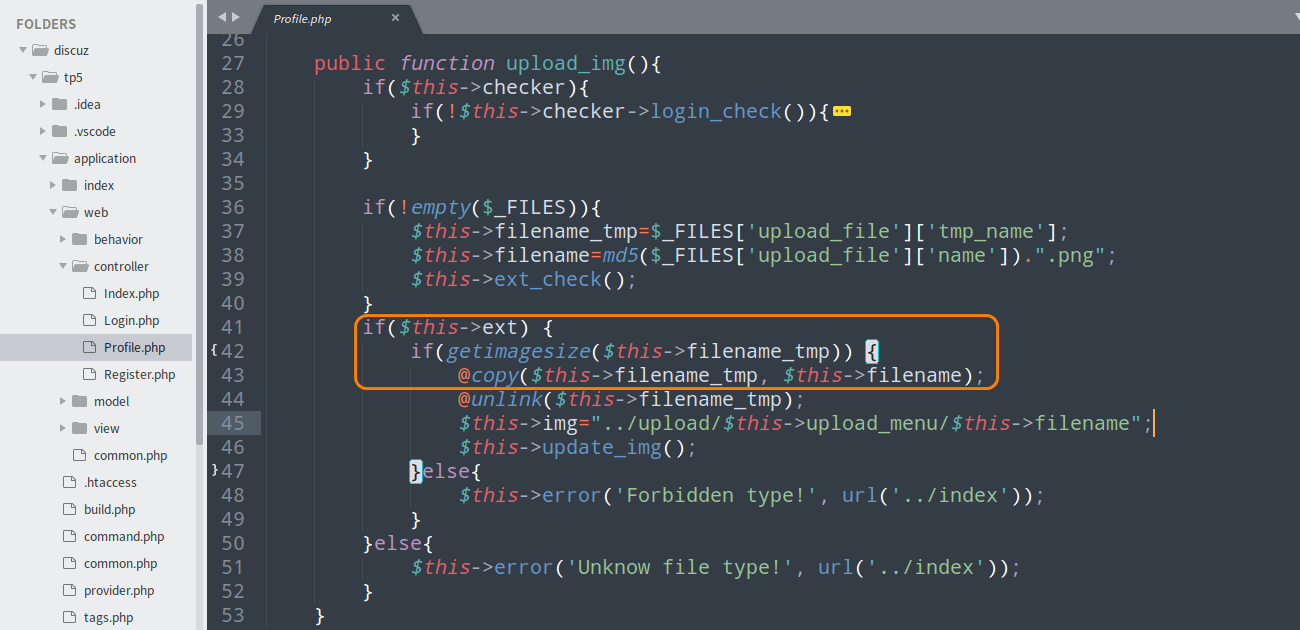 FOLDERS
discuz
tp5
.idea
.vscode
application
index
web
behavior
controller
Index.php
Login.php
Profile.php
Register.php
model
view
common.php
.htaccess
build.php
command.php
common.php
provider.php
tags.php
Profile.php ×
26
27 public function upload_img(){
28 if($this->checker){
29 if(!$this->checker->login_check()){
33 }
34 }
35
36 if(!empty($_FILES)){
37 $this->filename_tmp=$_FILES['upload_file']['tmp_name'];
38 $this->filename=md5($_FILES['upload_file']['name']).".png";
39 $this->ext_check();
40 }
41 if($this->ext) {
{42 if(getimagesize($this->filename_tmp)) {
43 @copy($this->filename_tmp, $this->filename);
44 @unlink($this->filename_tmp);
45 $this->img="../upload/$this->upload_menu/$this->filename";
46 $this->update_img();
}47 }else{
48 $this->error('Forbidden type!', url('../index'));
49 }
50 }else{
51 $this->error('Unknow file type!', url('../index'));
52 }
53 }